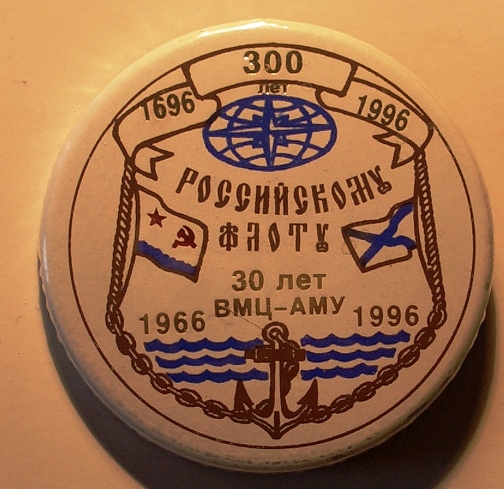 300
лет
1696
1996
РОССИЙСКОМУ
ФЛОТУ
30 лет
ВМЦ-АМУ
1966
1996